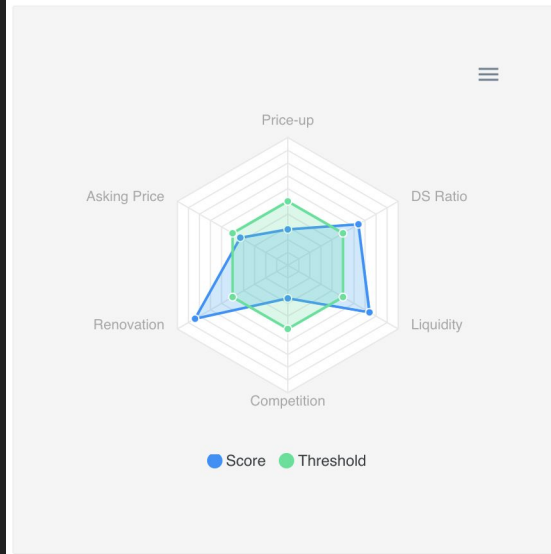 Price-up
Asking Price
DS Ratio
Renovation
Liquidity
Competition
Score
Threshold